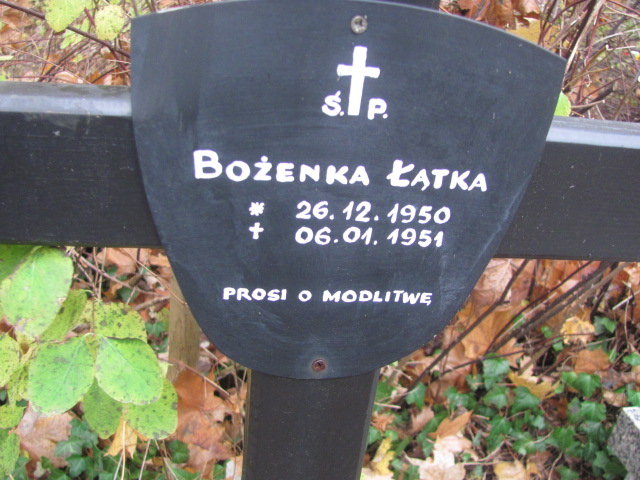 Ś. P.
BOŻENKA ŁĄTKA
* 26.12.1950
† 06.01.1951
PROSI O MODLITWĘ